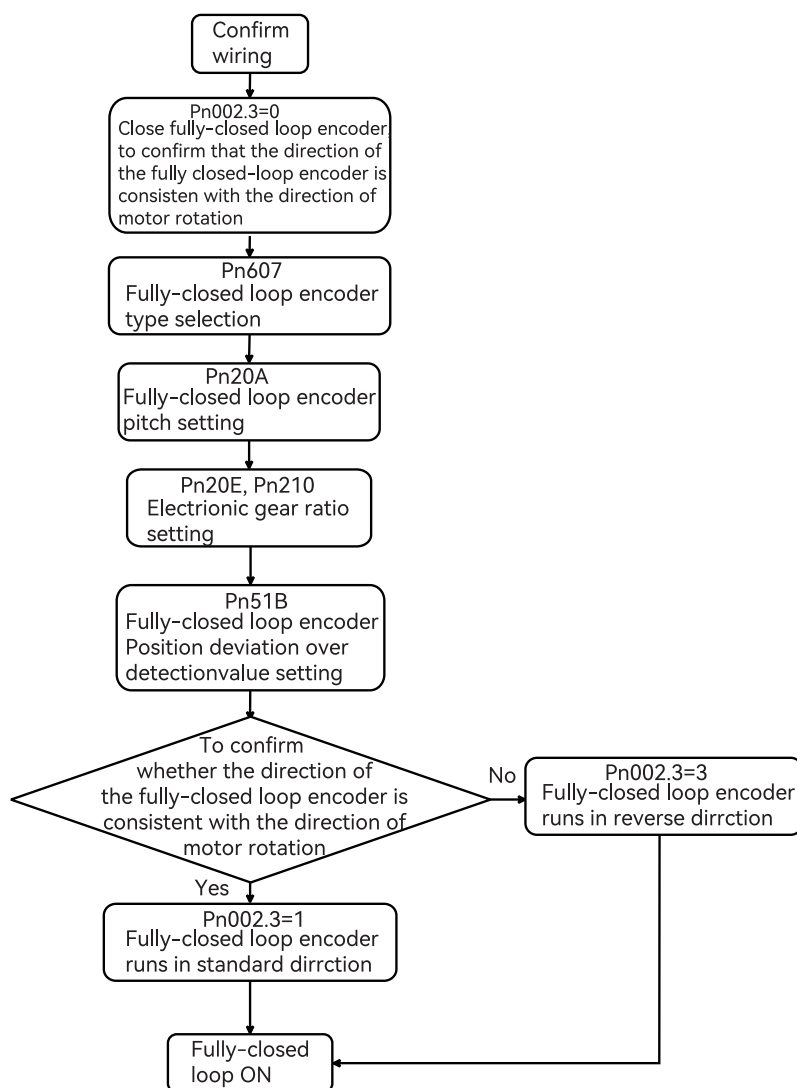 Confirm
wiring
Pn002.3=0
Close fully-closed loop encoder,
to confirm that the direction of
the fully closed-loop encoder is
consisten with the direction of
motor rotation
Pn607
Fully-closed loop encoder
type selection
Pn20A
Fully-closed loop encoder
pitch setting
Pn20E, Pn210
Electrionic gear ratio
setting
Pn51B
Fully-closed loop encoder
Position deviation over
detectionvalue setting
To confirm
whether the direction of
the fully-closed loop encoder is
consistent with the direction of
motor rotation
No
Pn002.3=3
Fully-closed loop encoder
runs in reverse dirrction
Yes
Pn002.3=1
Fully-closed loop encoder
runs in standard dirrction
Fully-closed
loop ON